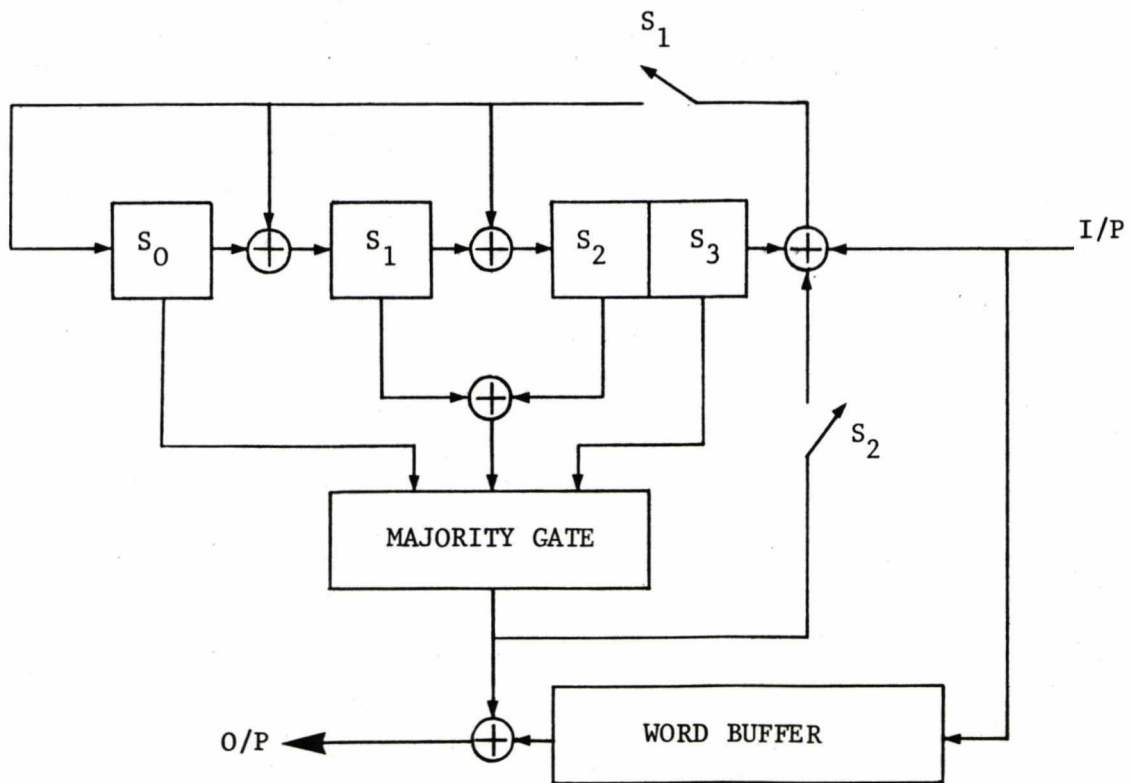 S1
S0
S1
S2
S3
I/P
S2
MAJORITY GATE
O/P
WORD BUFFER